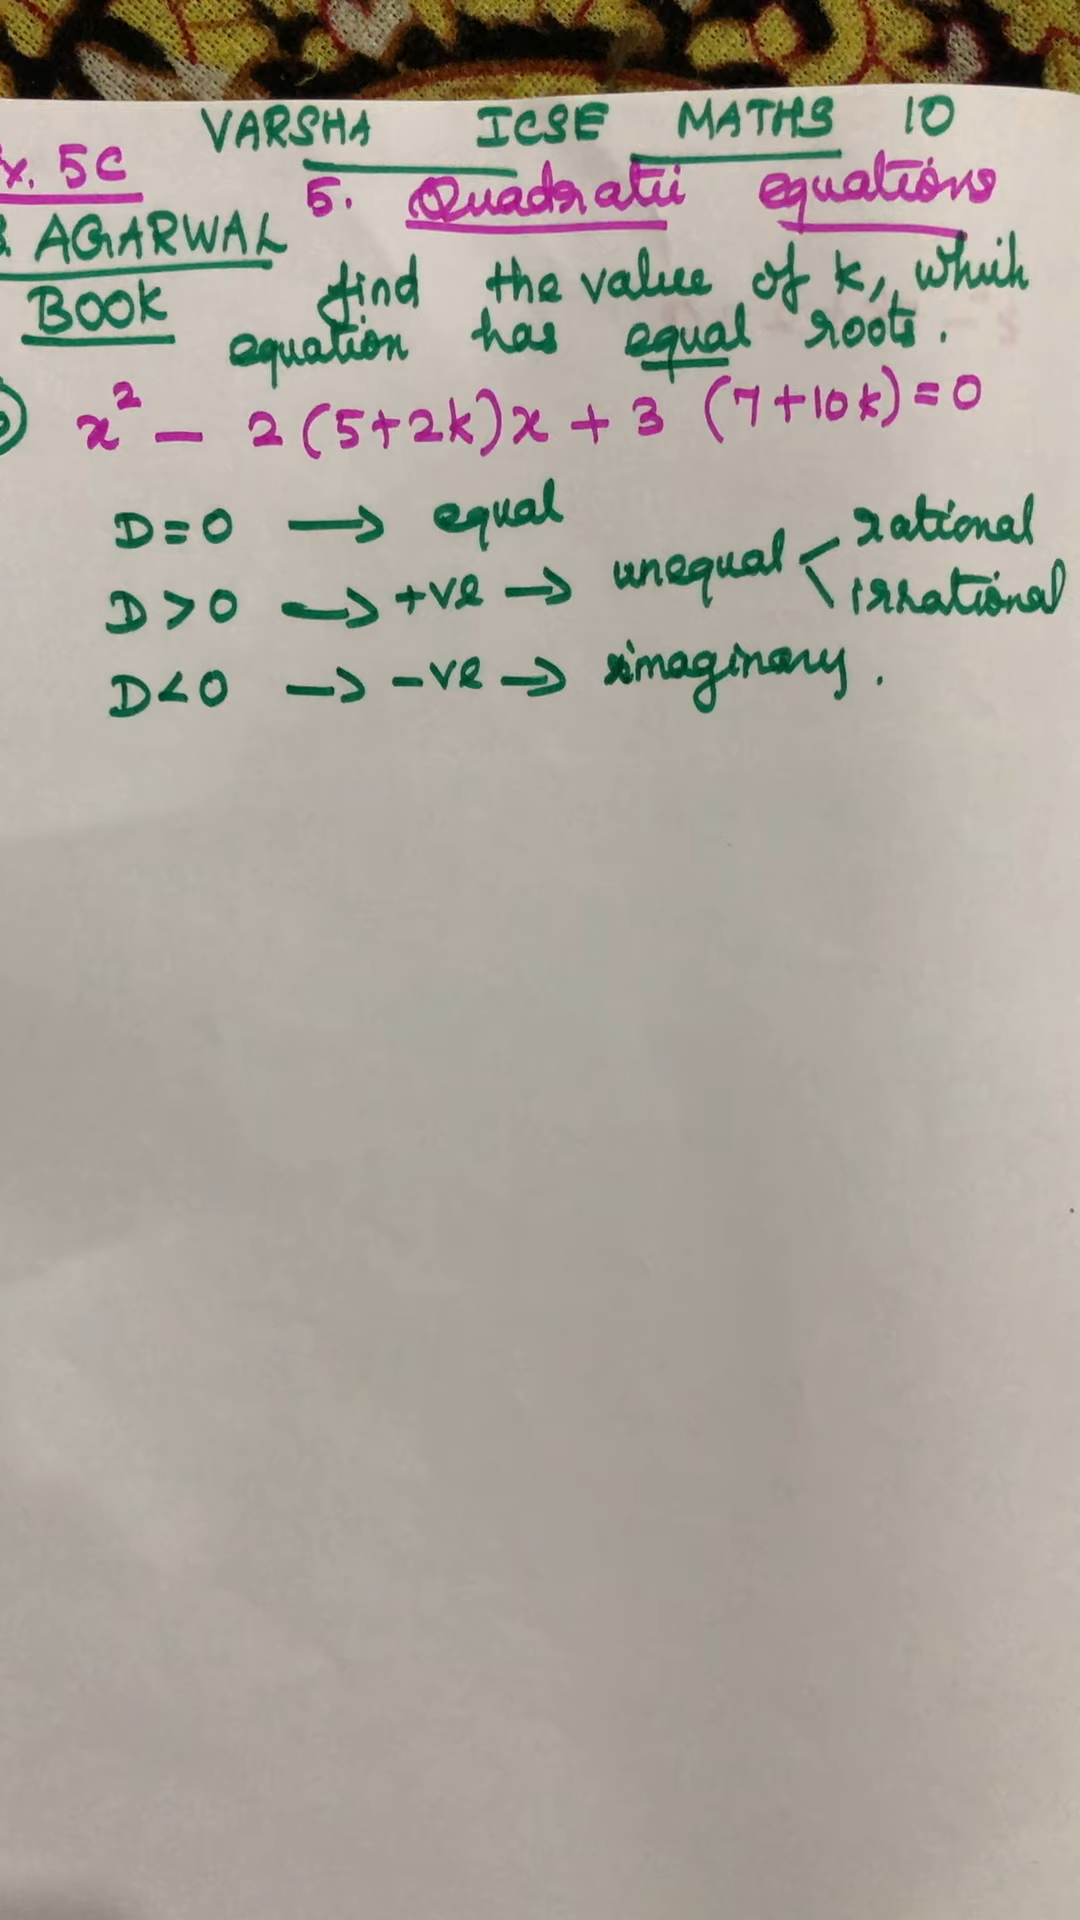 VARSHA ICSE MATHS 10
x. 5C
5. Quadratic equations
AGARWAL
BOOK
find the value of k, which
equation has equal roots.
x² – 2(5+2k)x + 3 (7+10k)=0
D=0 → equal
D>0 → +ve → unequal < rational
irrational
D<0 → -ve → imaginary.